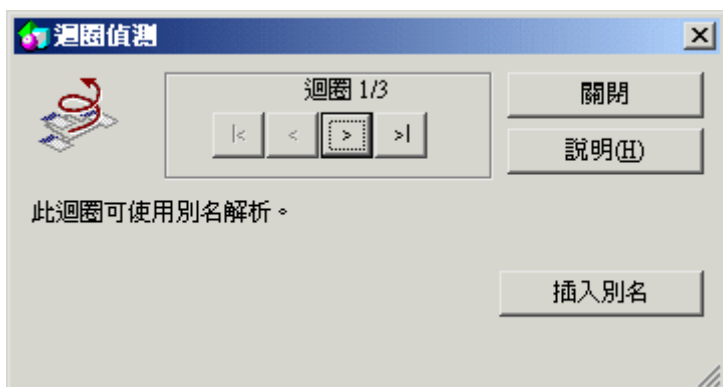 迴圈偵測
迴圈 1/3
|< < > >|
關閉
說明(H)
此迴圈可使用別名解析。
插入別名